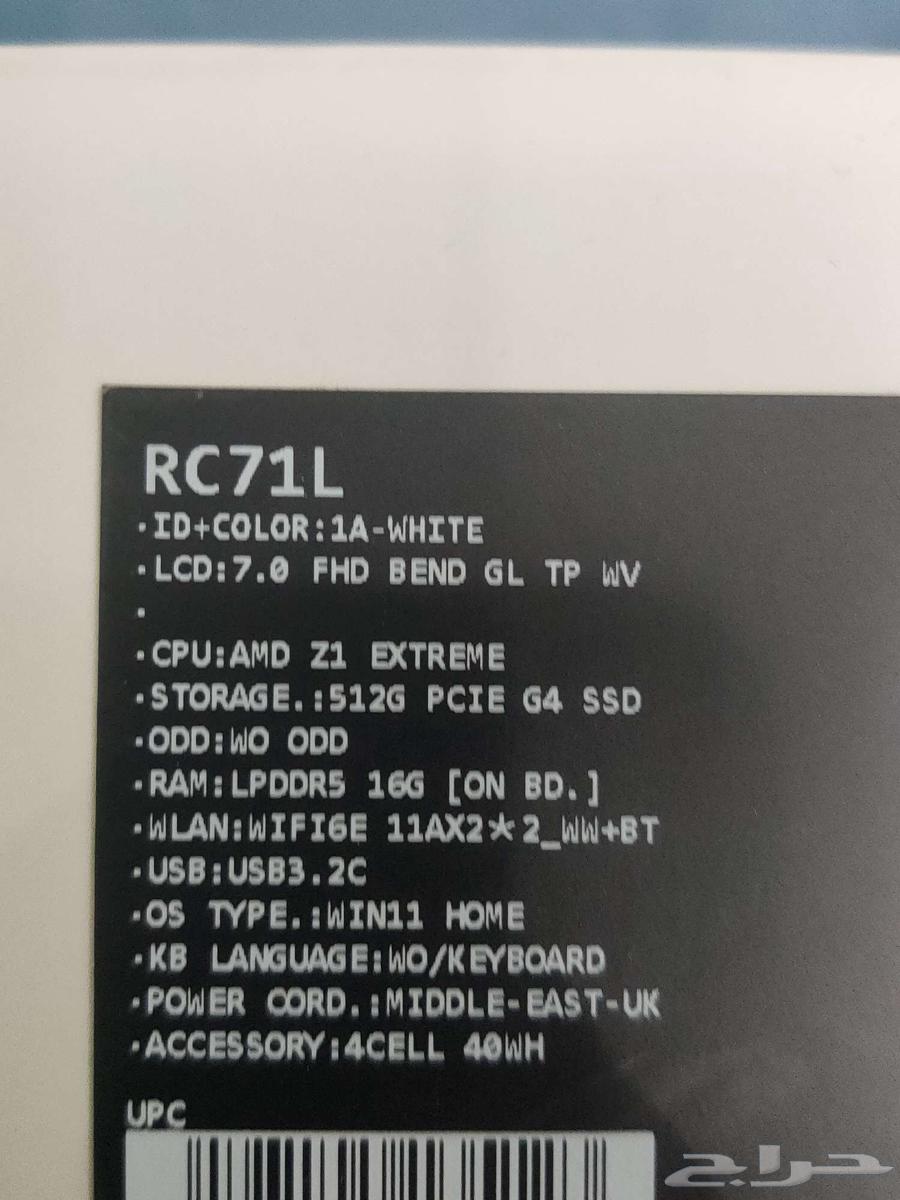 RC71L
·ID+COLOR:1A-WHITE
·LCD:7.0 FHD BEND GL TP WV
·
·CPU:AMD Z1 EXTREME
·STORAGE.:512G PCIE G4 SSD
·ODD:WO ODD
·RAM:LPDDR5 16G [ON BD.]
·WLAN:WIFI6E 11AX2*2_WW+BT
·USB:USB3.2C
·OS TYPE.:WIN11 HOME
·KB LANGUAGE:WO/KEYBOARD
·POWER CORD.:MIDDLE-EAST-UK
·ACCESSORY:4CELL 40WH
UPC
حراج